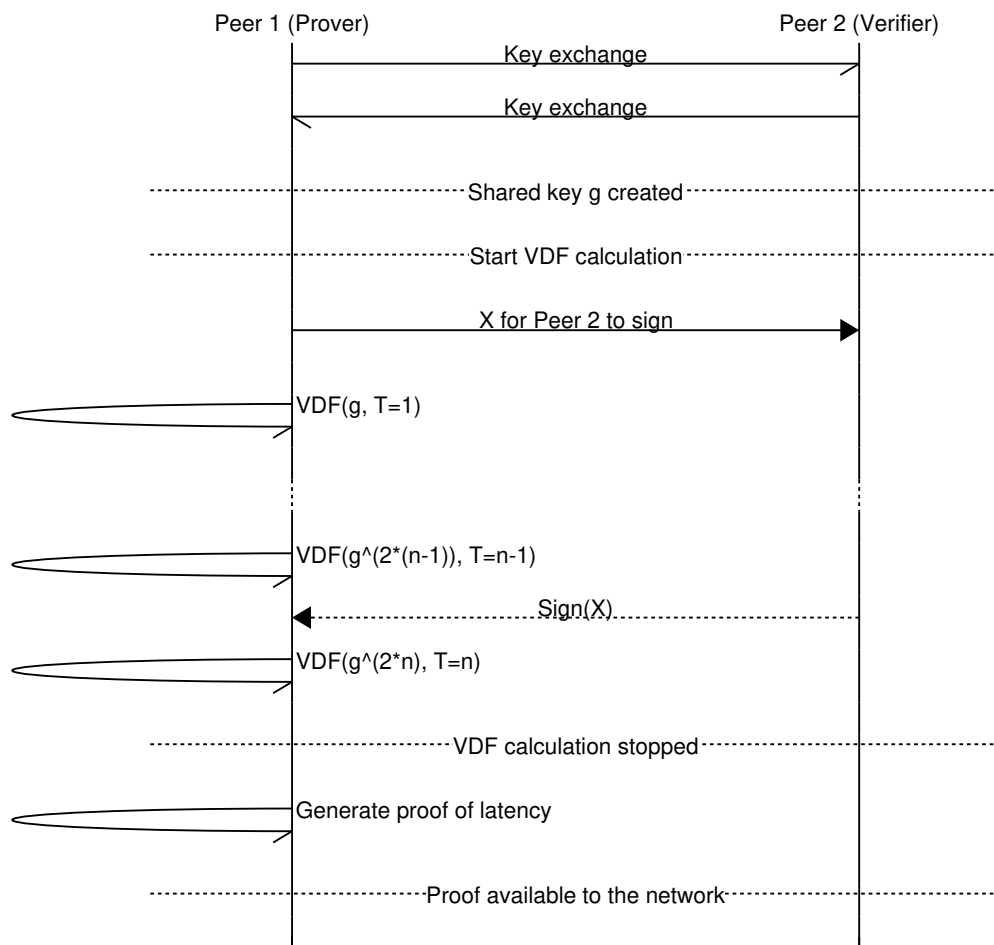 Peer 1 (Prover)
Peer 2 (Verifier)
Key exchange
Key exchange
Shared key g created
Start VDF calculation
X for Peer 2 to sign
VDF(g, T=1)
VDF(g^(2*(n-1)), T=n-1)
Sign(X)
VDF(g^(2*n), T=n)
VDF calculation stopped
Generate proof of latency
Proof available to the network